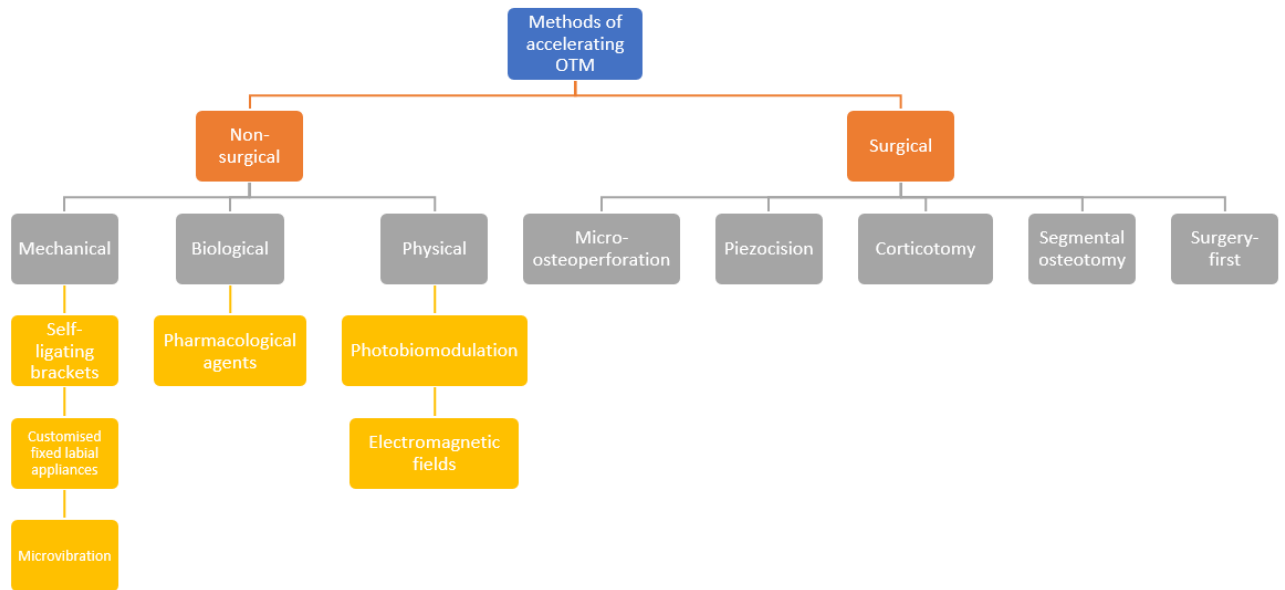 Methods of
accelerating
OTM
Non-
surgical
Surgical
Mechanical
Biological
Physical
Micro-
osteoperforation
Piezocision
Corticotomy
Segmental
osteotomy
Surgery-
first
Self-
ligating
brackets
Pharmacological
agents
Photobiomodulation
Customised
fixed labial
appliances
Electromagnetic
fields
Microvibration